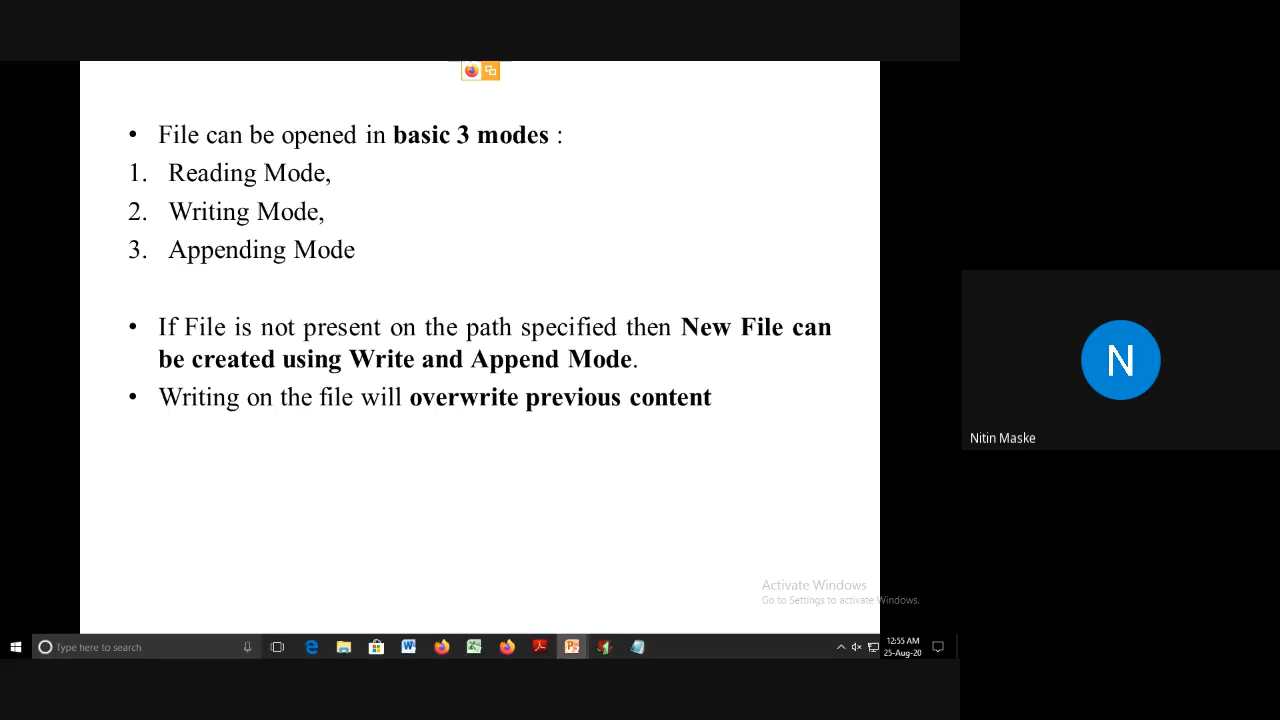 • File can be opened in basic 3 modes :
1. Reading Mode,
2. Writing Mode,
3. Appending Mode
• If File is not present on the path specified then New File can
be created using Write and Append Mode.
• Writing on the file will overwrite previous content
N
Nitin Maske
Activate Windows
Go to Settings to activate Windows.
Type here to search
12:55 AM
25-Aug-20